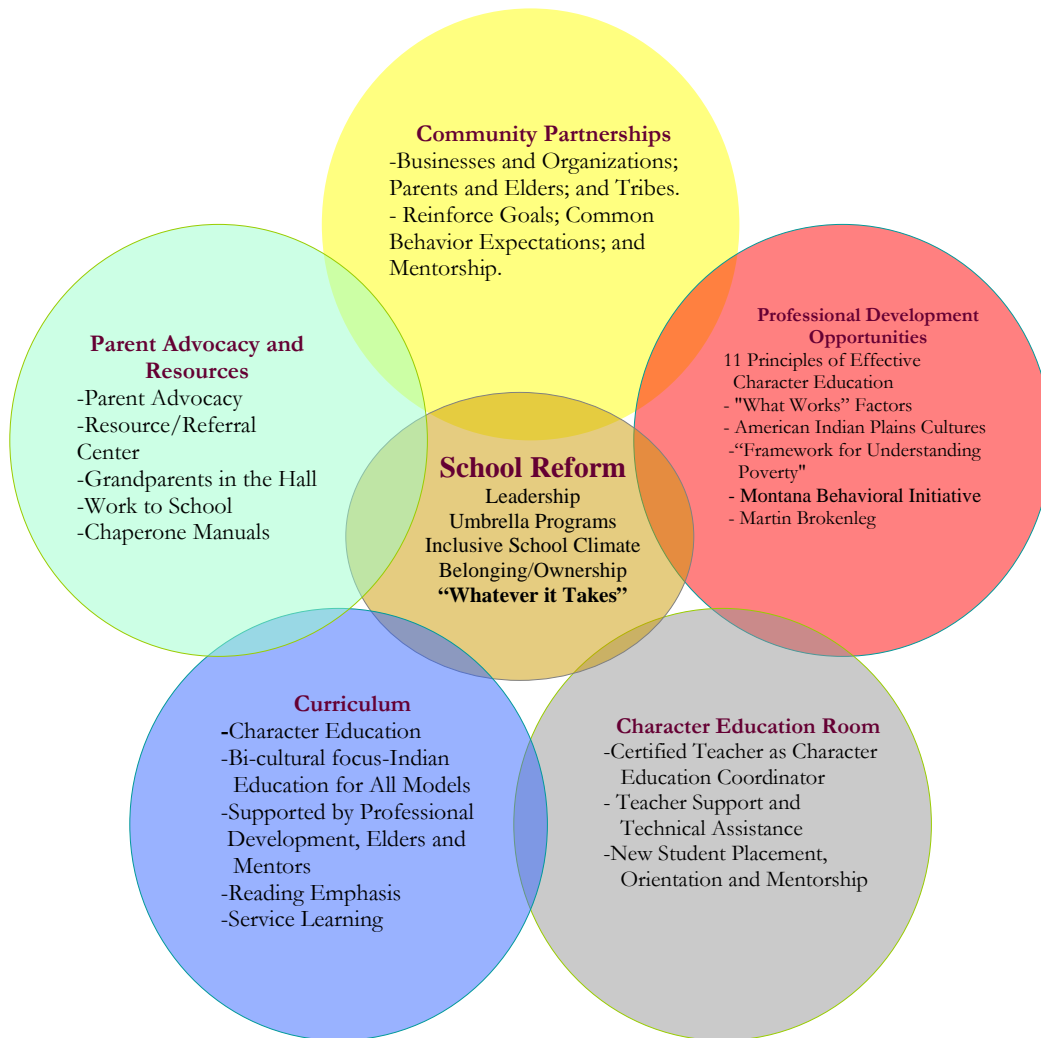 Community Partnerships
-Businesses and Organizations;
Parents and Elders; and Tribes.
- Reinforce Goals; Common
Behavior Expectations; and
Mentorship.
Parent Advocacy and
Resources
-Parent Advocacy
-Resource/Referral
Center
-Grandparents in the Hall
-Work to School
-Chaperone Manuals
Professional Development
Opportunities
11 Principles of Effective
Character Education
- "What Works” Factors
- American Indian Plains Cultures
-“Framework for Understanding
Poverty"
- Montana Behavioral Initiative
- Martin Brokenleg
School Reform
Leadership
Umbrella Programs
Inclusive School Climate
Belonging/Ownership
“Whatever it Takes”
Curriculum
-Character Education
-Bi-cultural focus-Indian
Education for All Models
-Supported by Professional
Development, Elders and
Mentors
-Reading Emphasis
-Service Learning
Character Education Room
-Certified Teacher as Character
Education Coordinator
- Teacher Support and
Technical Assistance
-New Student Placement,
Orientation and Mentorship